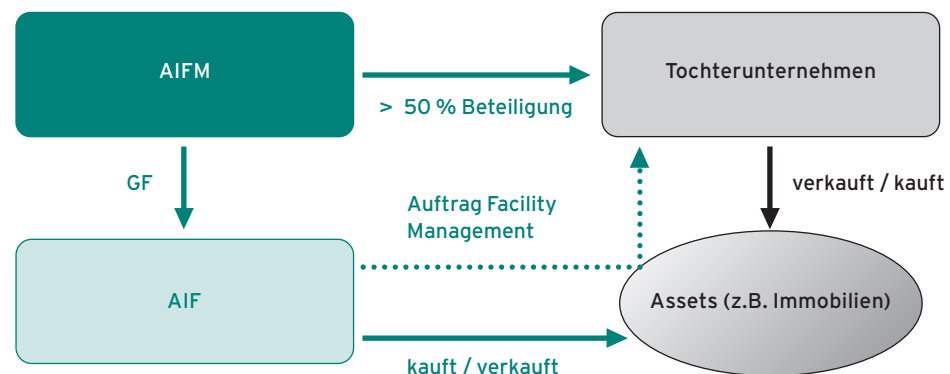 AIFM
Tochterunternehmen
> 50 % Beteiligung
GF
verkauft / kauft
Auftrag Facility
Management
AIF
Assets (z.B. Immobilien)
kauft / verkauft